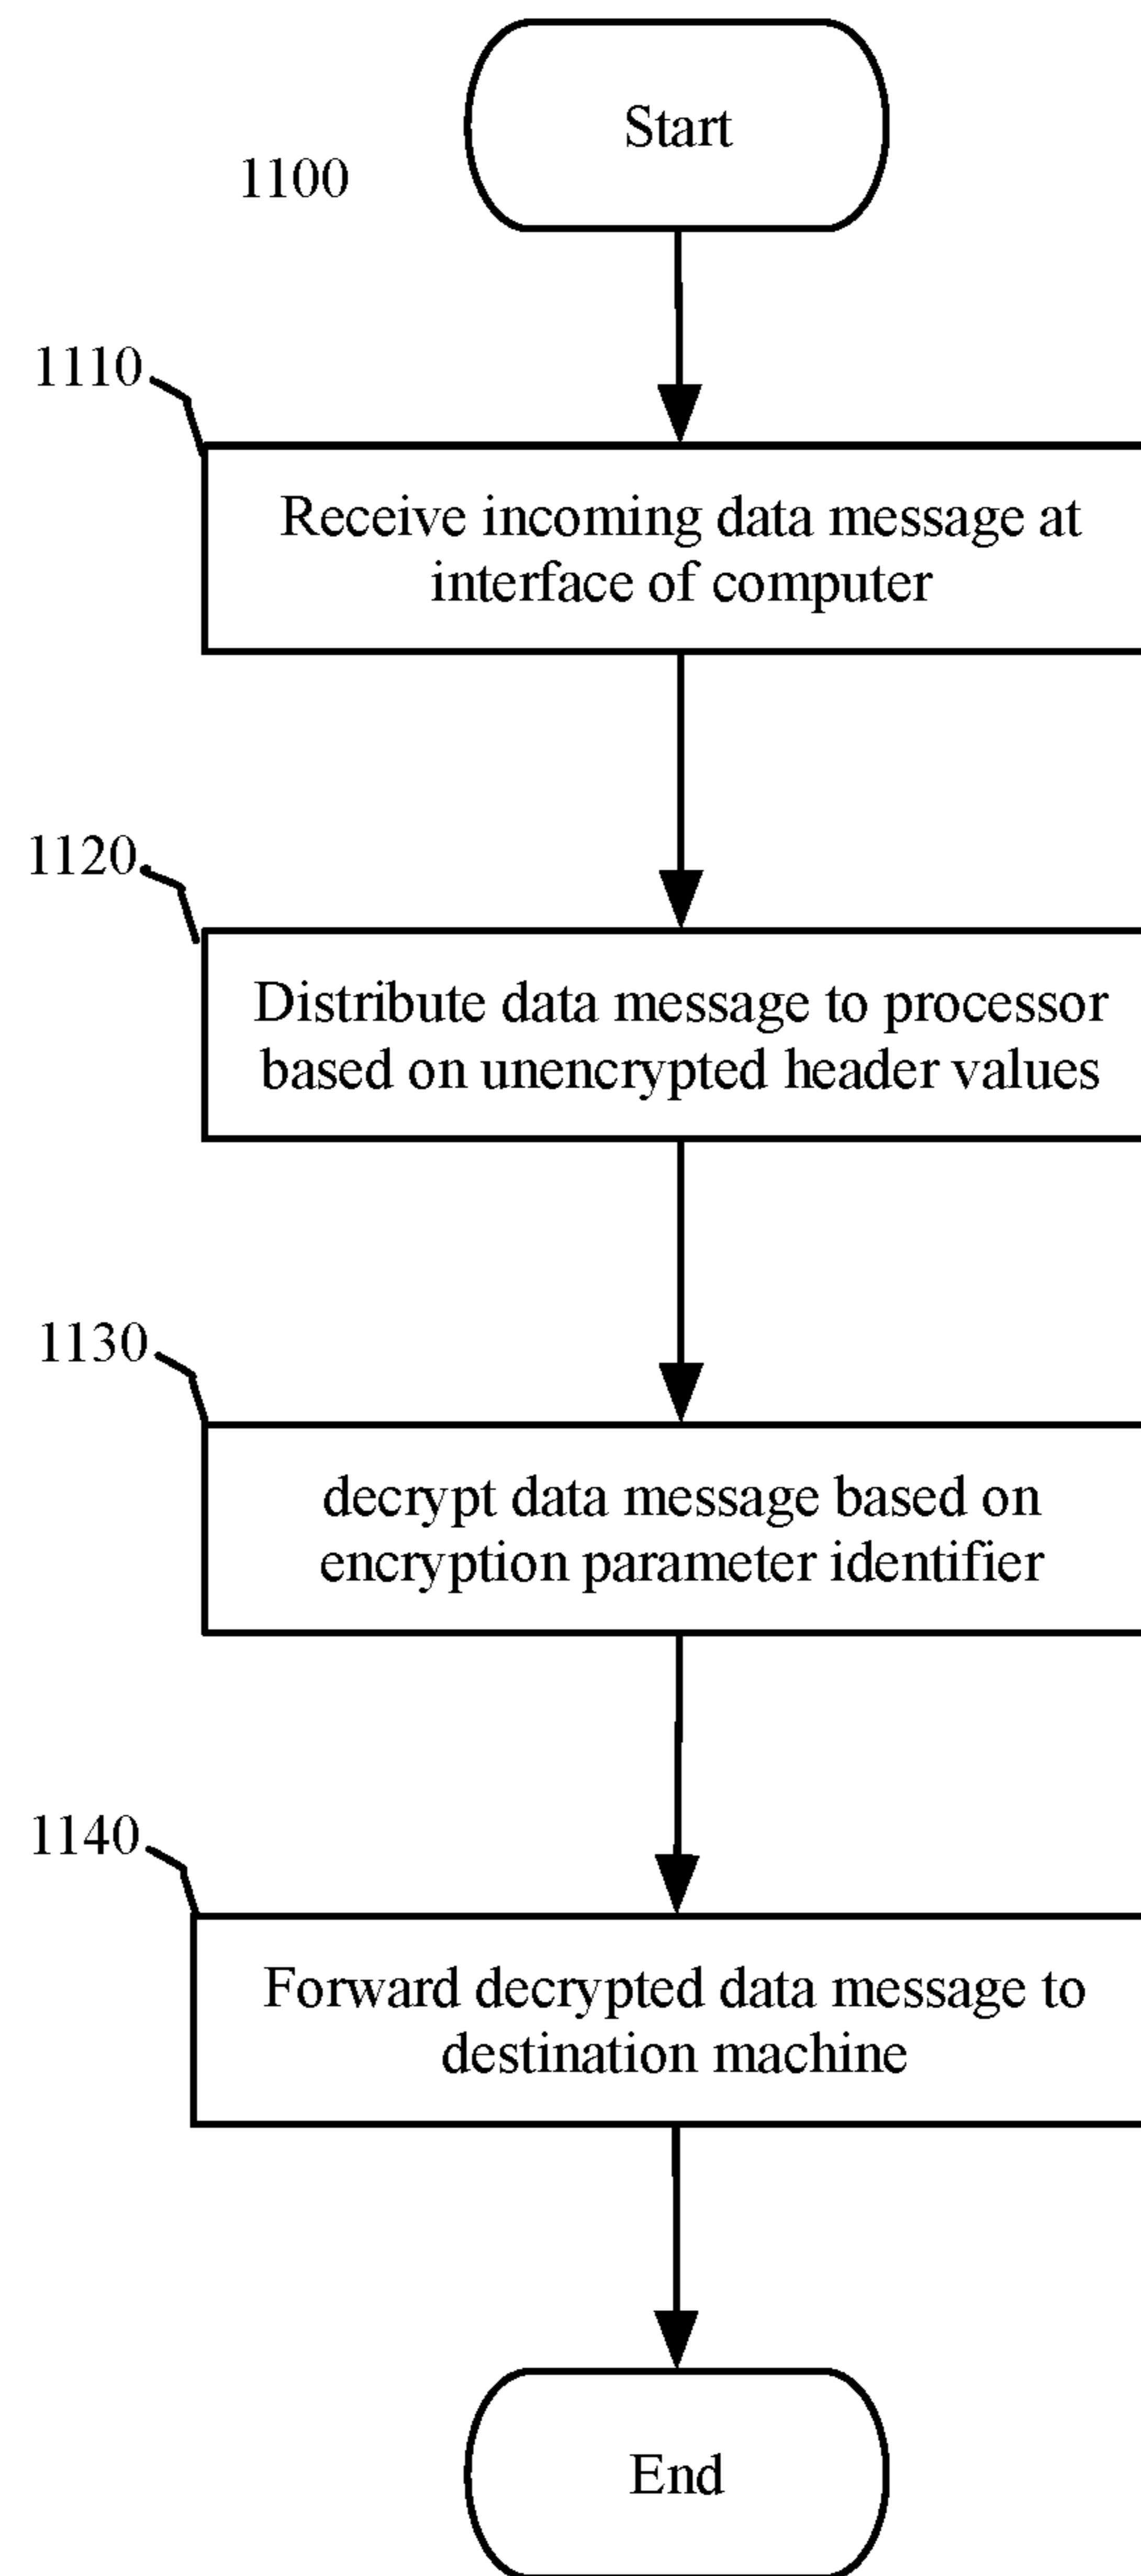 Start
1100
1110
Receive incoming data message at
interface of computer
1120
Distribute data message to processor
based on unencrypted header values
1130
decrypt data message based on
encryption parameter identifier
1140
Forward decrypted data message to
destination machine
End